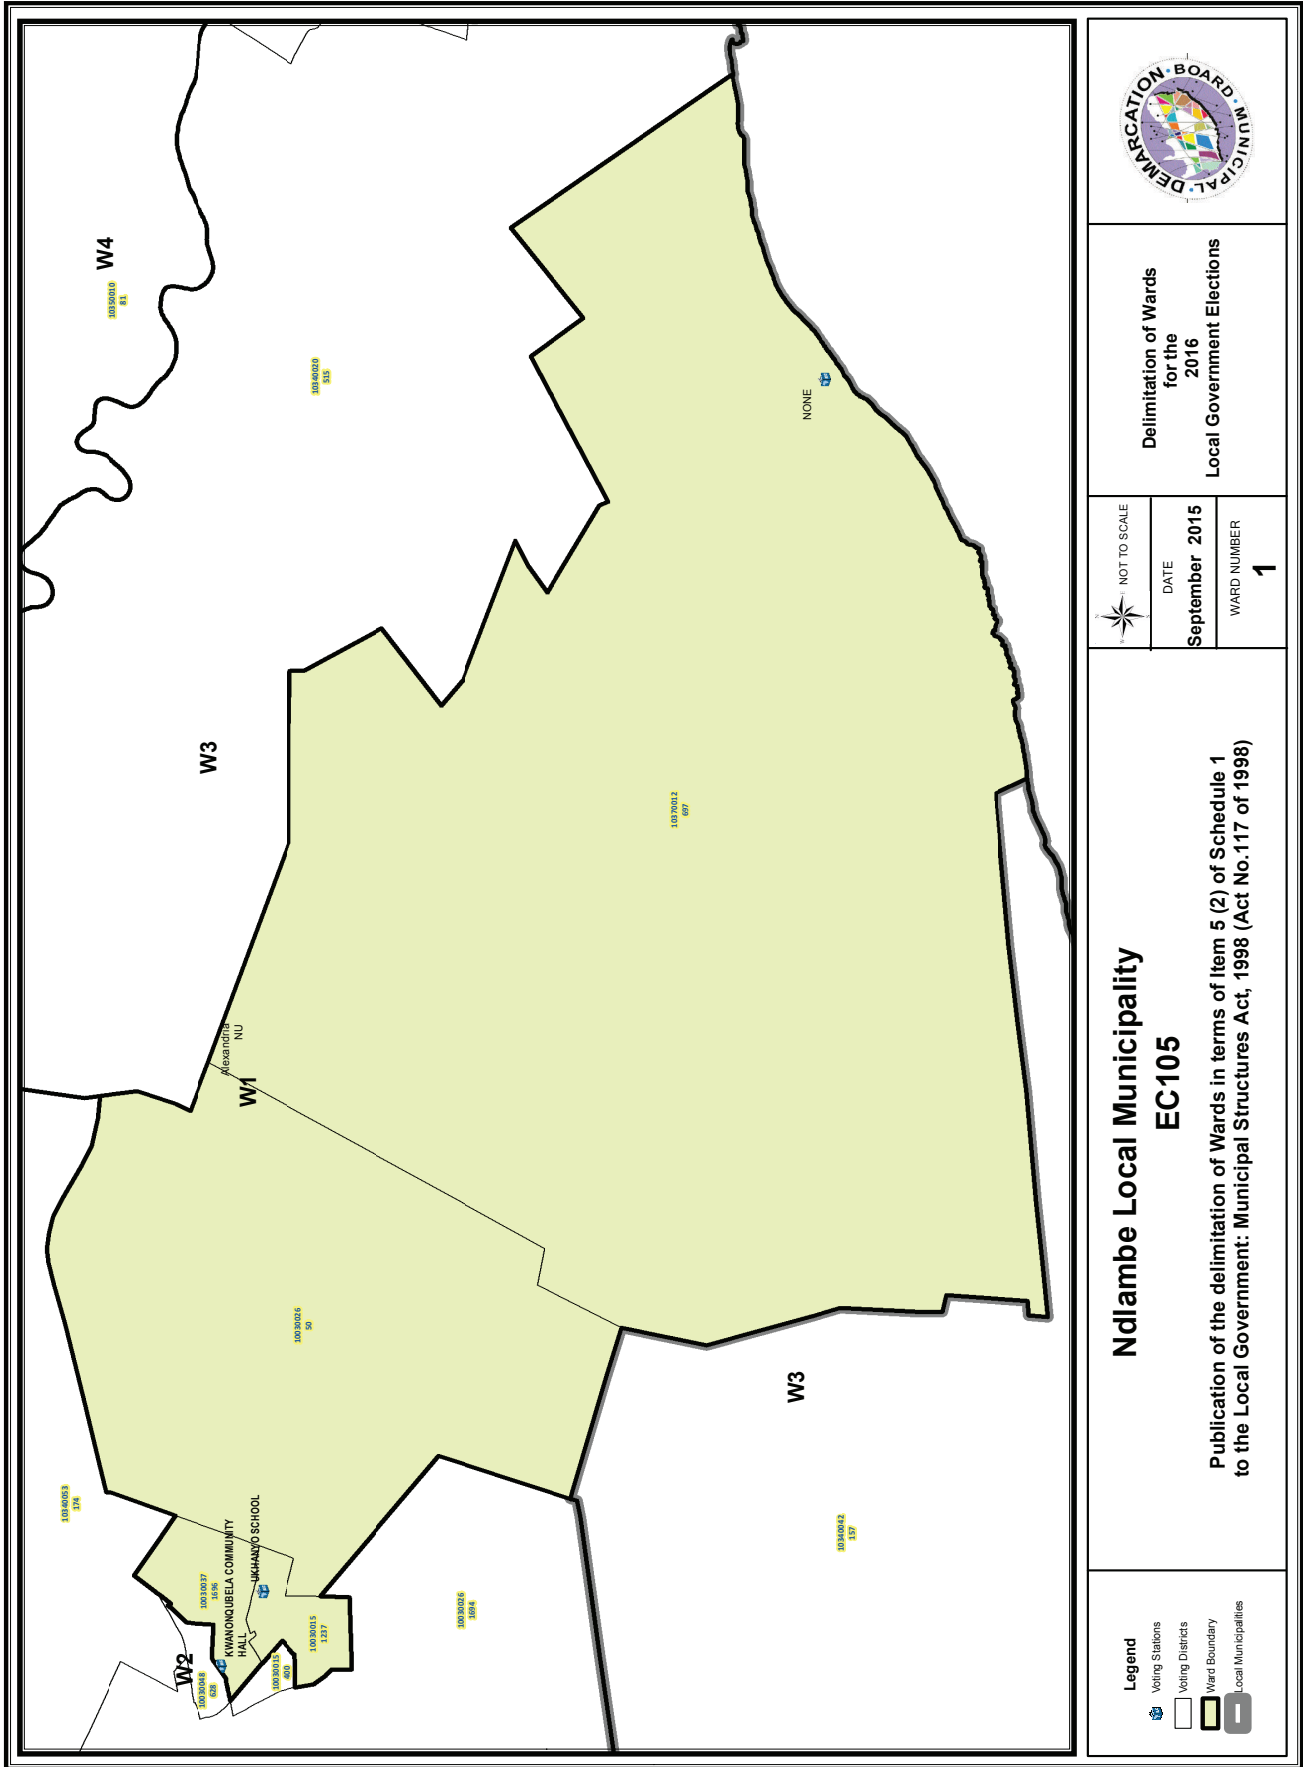 W4
10350010
81
10340020
515
W3
NONE
10370012
697
Alexandria
NU
W1
10030026
50
10340053
174
W3
10340042
157
10030037
1696
KWANONQUBELA COMMUNITY
HALL
UKHANYO SCHOOL
10030015
1237
10030015
400
10030026
1694
W2
10030048
628
Legend
Voting Stations
Voting Districts
Ward Boundary
Local Municipalities
Ndlambe Local Municipality
EC105
Publication of the delimitation of Wards in terms of Item 5 (2) of Schedule 1
to the Local Government: Municipal Structures Act, 1998 (Act No.117 of 1998)
N
W
E
S
NOT TO SCALE
DATE
September 2015
WARD NUMBER
1
Delimitation of Wards
for the
2016
Local Government Elections
MUNICIPAL DEMARCATION BOARD